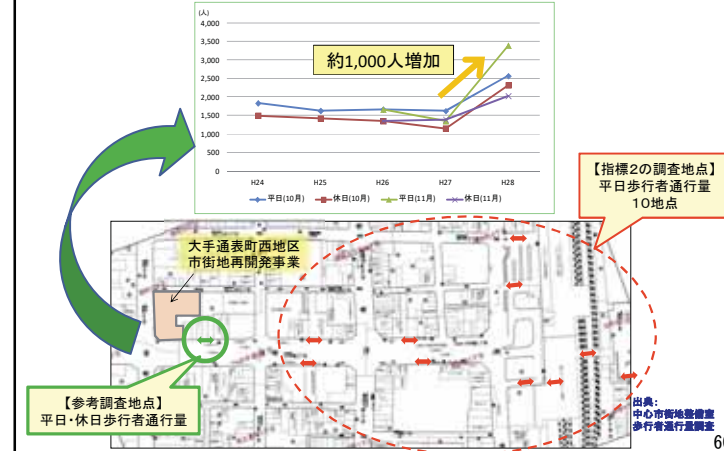 (人)
4,000
3,500
3,000
2,500
2,000
1,500
1,000
500
0
約1,000人増加
H24
H25
H26
H27
H28
平日(10月)
休日(10月)
平日(11月)
休日(11月)
【指標2の調査地点】
平日歩行者通行量
10地点
大手通表町西地区
市街地再開発事業
【参考調査地点】
平日・休日歩行者通行量
出典:
中心市街地整備室
歩行者通行量調査